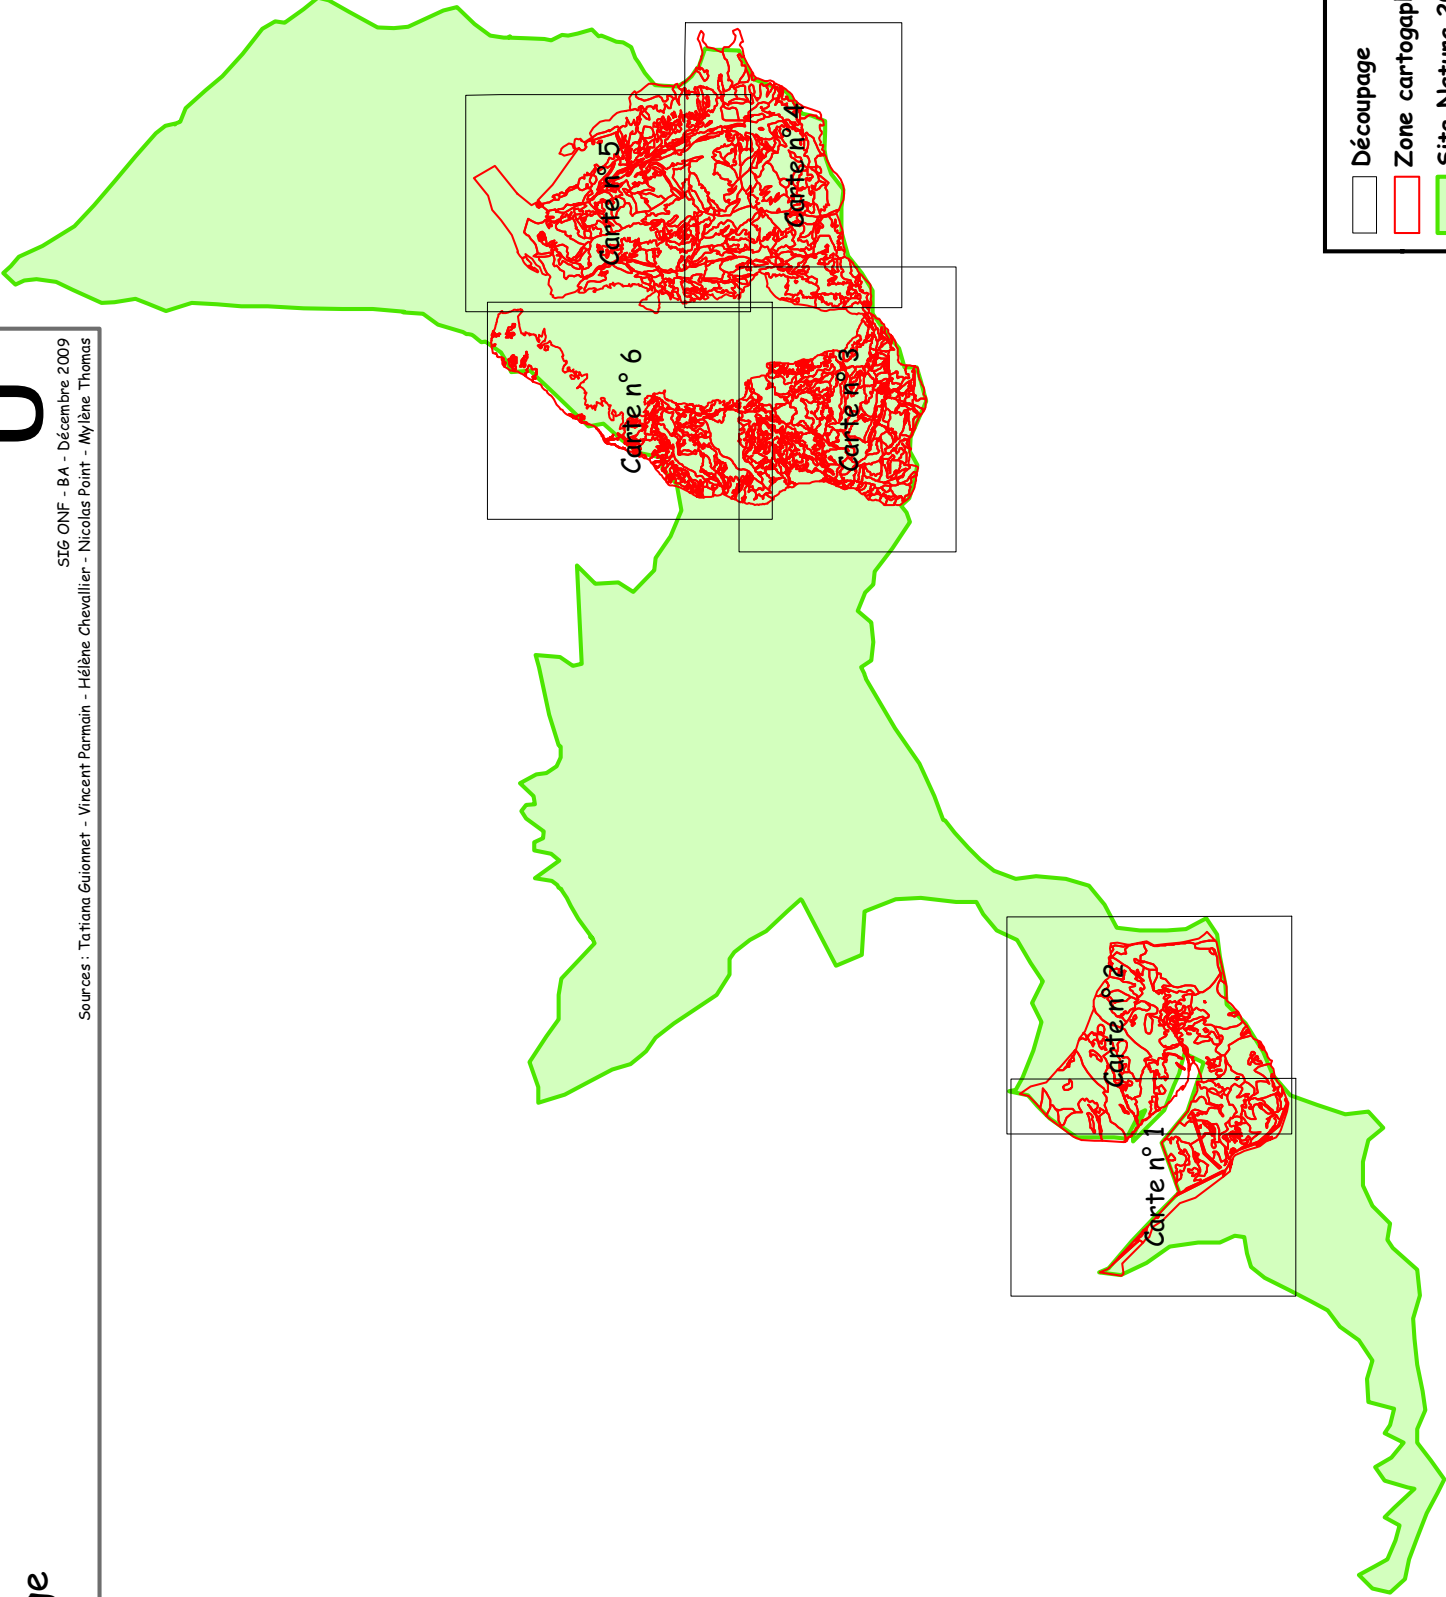 SIG ONF - BA - Décembre 2009
Sources : Tatiana Guionnet - Vincent Parmain - Hélène Chevallier - Nicolas Point - Mylène Thomas
Carte n° 1
Carte n° 2
Carte n° 3
Carte n° 4
Carte n° 5
Carte n° 6
Découpage
Zone cartogaph